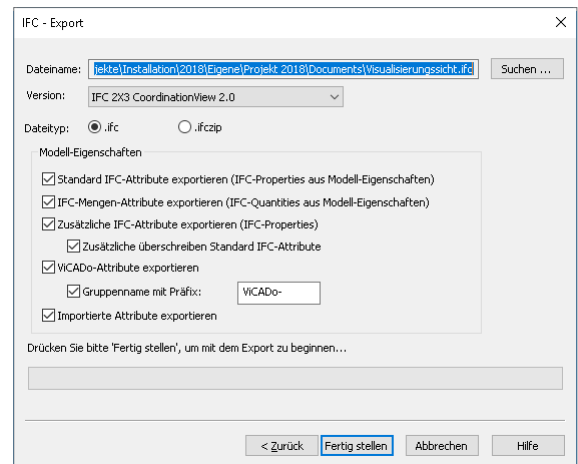 IFC - Export
Dateiname: jekte\Installation\2018\Eigene\Projekt 2018\Documents\Visualisierungssicht.ifc Suchen ...
Version: IFC 2X3 CoordinationView 2.0
Dateityp: .ifc .ifczip
Modell-Eigenschaften
Standard IFC-Attribute exportieren (IFC-Properties aus Modell-Eigenschaften)
IFC-Mengen-Attribute exportieren (IFC-Quantities aus Modell-Eigenschaften)
Zusätzliche IFC-Attribute exportieren (IFC-Properties)
Zusätzliche überschreiben Standard IFC-Attribute
ViCADo-Attribute exportieren
Gruppenname mit Präfix: ViCADo-
Importierte Attribute exportieren
Drücken Sie bitte 'Fertig stellen', um mit dem Export zu beginnen...
< Zurück Fertig stellen Abbrechen Hilfe